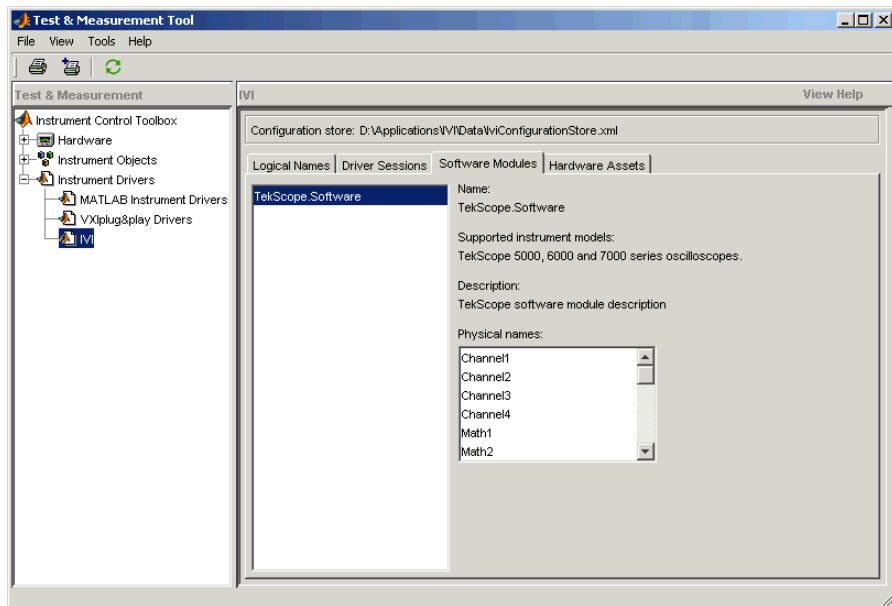 Test & Measurement Tool
File View Tools Help
Test & Measurement
IVI
View Help
Instrument Control Toolbox
Hardware
Instrument Objects
Instrument Drivers
MATLAB Instrument Drivers
VXIplug&play Drivers
IVI
Configuration store: D:\Applications\IVI\Data\IviConfigurationStore.xml
Logical Names Driver Sessions Software Modules Hardware Assets
TekScope.Software
Name:
TekScope.Software
Supported instrument models:
TekScope 5000, 6000 and 7000 series oscilloscopes.
Description:
TekScope software module description
Physical names:
Channel1
Channel2
Channel3
Channel4
Math1
Math2